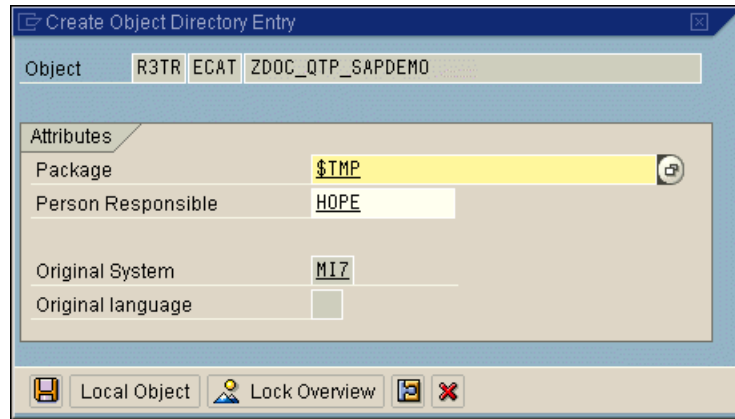 Create Object Directory Entry
Object R3TR ECAT ZDOC_QTP_SAPDEMO
Attributes
Package $TMP
Person Responsible HOPE
Original System MI7
Original language
Local Object Lock Overview